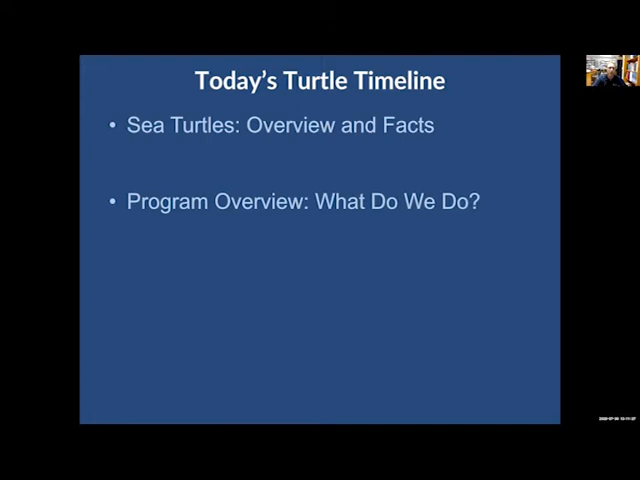 Today's Turtle Timeline
• Sea Turtles: Overview and Facts
• Program Overview: What Do We Do?